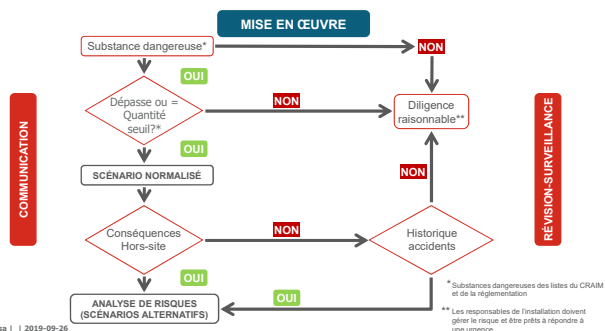 MISE EN ŒUVRE
Substance dangereuse*
NON
OUI
Dépasse ou =
Quantité
seuil?*
NON
Diligence
raisonnable**
OUI
COMMUNICATION
RÉVISION-SURVEILLANCE
SCÉNARIO NORMALISÉ
NON
Conséquences
Hors-site
NON
Historique
accidents
OUI
OUI
ANALYSE DE RISQUES
(SCÉNARIOS ALTERNATIFS)
* Substances dangereuses des listes du CRAIM
et de la réglementation
** Les responsables de l'installation doivent
gérer le risque et être prêts à répondre à
une urgence
sa | | 2019-09-26